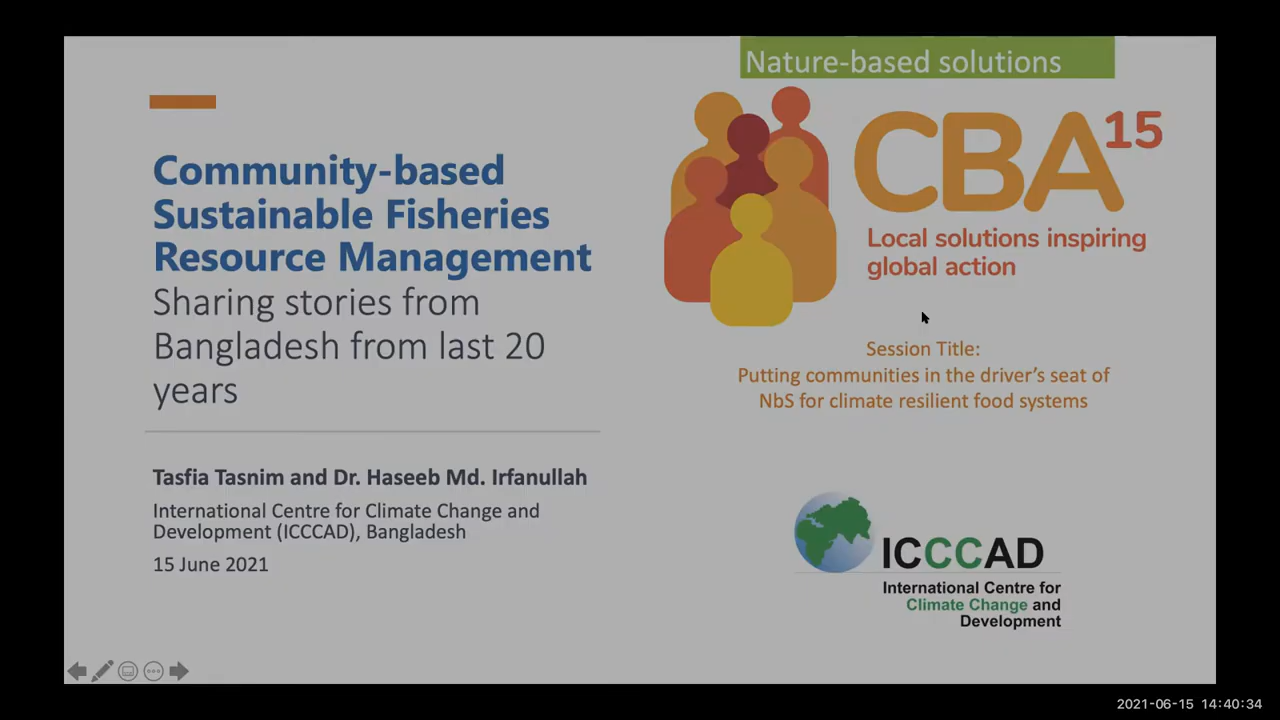 Nature-based solutions
Community-based
Sustainable Fisheries
Resource Management
Sharing stories from
Bangladesh from last 20
years
Tasfia Tasnim and Dr. Haseeb Md. Irfanullah
International Centre for Climate Change and
Development (ICCCAD), Bangladesh
15 June 2021
CBA15
Local solutions inspiring
global action
Session Title:
Putting communities in the driver’s seat of
NbS for climate resilient food systems
ICCCAD
International Centre for
Climate Change and
Development
2021-06-15 14:40:34